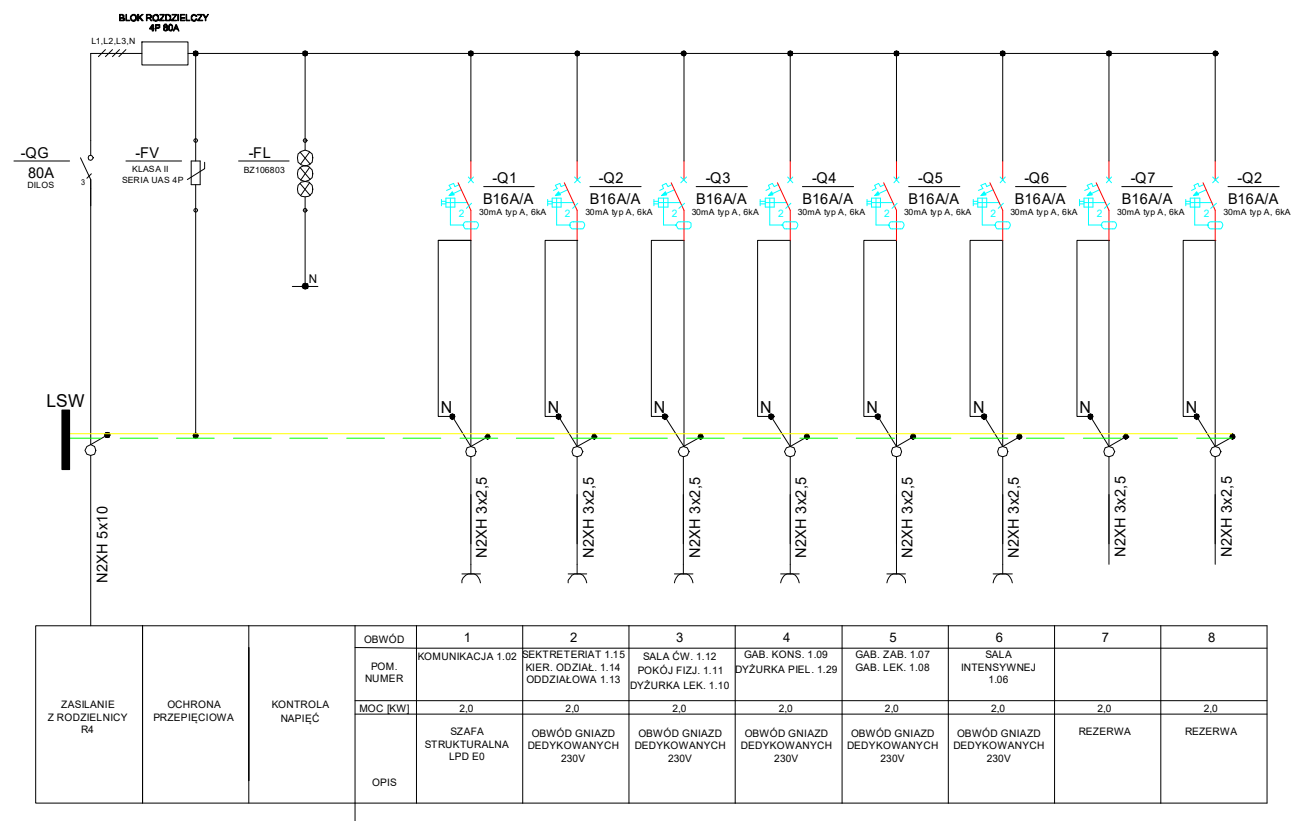 BLOK ROZDZIELCZY
4P 80A
L1,L2,L3,N
-QG
80A
DILOS
3
-FV
KLASA II
SERIA UAS 4P
-FL
BZ106803
N
-Q1
B16A/A
30mA typ A, 6kA
2
-Q2
B16A/A
30mA typ A, 6kA
2
-Q3
B16A/A
30mA typ A, 6kA
2
-Q4
B16A/A
30mA typ A, 6kA
2
-Q5
B16A/A
30mA typ A, 6kA
2
-Q6
B16A/A
30mA typ A, 6kA
2
-Q7
B16A/A
30mA typ A, 6kA
2
-Q2
B16A/A
30mA typ A, 6kA
2
LSW
N
N
N
N
N
N
N
N
N2XH 5x10
N2XH 3x2,5
N2XH 3x2,5
N2XH 3x2,5
N2XH 3x2,5
N2XH 3x2,5
N2XH 3x2,5
N2XH 3x2,5
N2XH 3x2,5
ZASILANIE
Z RODZIELNICY
R4
OCHRONA
PRZEPIĘCIOWA
KONTROLA
NAPIĘĆ
OBWÓD 1 2 3 4 5 6 7 8
POM.
NUMER
KOMUNIKACJA 1.02
SEKTRETERIAT 1.15
KIER. ODZIAŁ. 1.14
ODDZIAŁOWA 1.13
SALA ĆW. 1.12
POKÓJ FIZJ. 1.11
DYŻURKA LEK. 1.10
GAB. KONS. 1.09
DYŻURKA PIEL. 1.29
GAB. ZAB. 1.07
GAB. LEK. 1.08
SALA
INTENSYWNEJ
1.06
MOC [KW] 2,0 2,0 2,0 2,0 2,0 2,0 2,0 2,0
OPIS
SZAFA
STRUKTURALNA
LPD E0
OBWÓD GNIAZD
DEDYKOWANYCH
230V
OBWÓD GNIAZD
DEDYKOWANYCH
230V
OBWÓD GNIAZD
DEDYKOWANYCH
230V
OBWÓD GNIAZD
DEDYKOWANYCH
230V
OBWÓD GNIAZD
DEDYKOWANYCH
230V
REZERWA
REZERWA